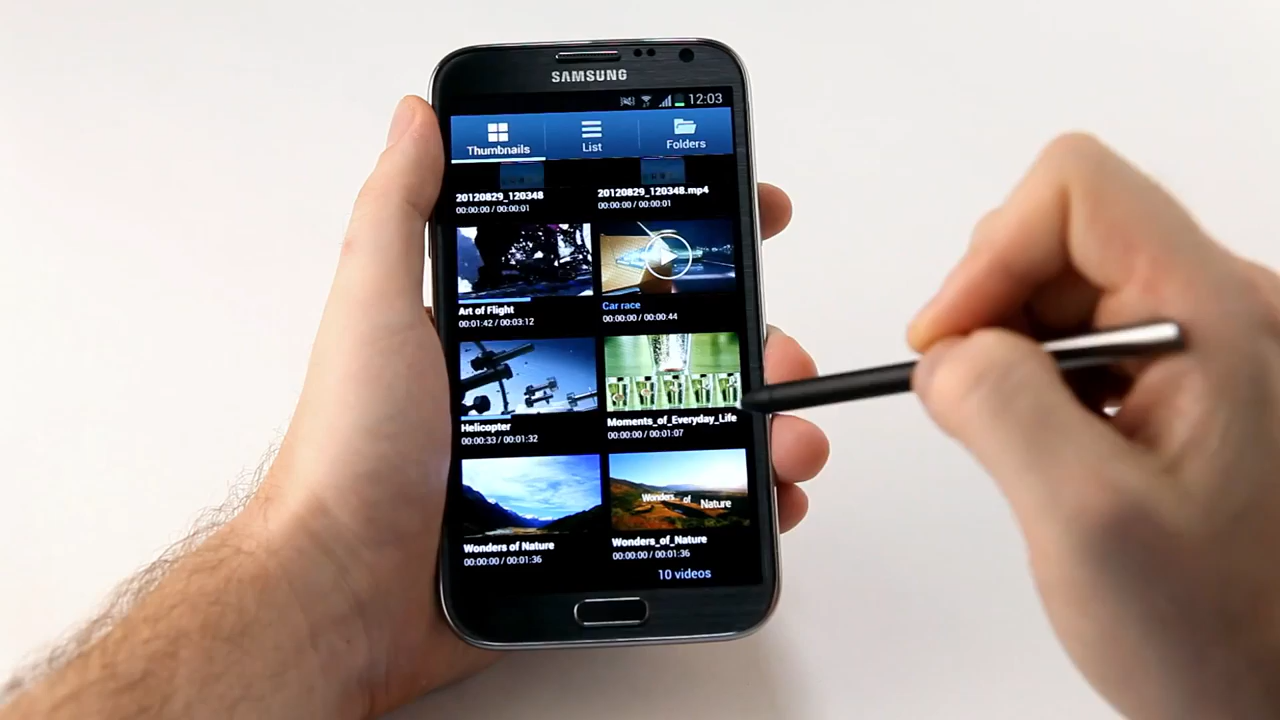 SAMSUNG
12:03
Thumbnails
List
Folders
20120829_120348
20120829_120348.mp4
00:00:00 / 00:00:01
00:00:00 / 00:00:01
Art of Flight
Car race
00:01:42 / 00:03:12
00:00:00 / 00:00:44
Helicopter
Moments_of_Everyday_Life
00:00:33 / 00:01:32
00:00:00 / 00:01:07
Wonders of Nature
Wonders of Nature
Wonders_of_Nature
00:00:00 / 00:01:36
00:00:00 / 00:01:36
10 videos